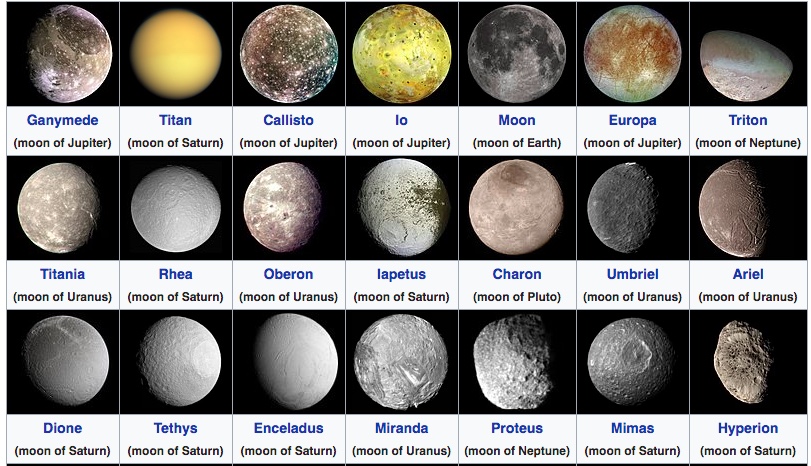 Ganymede
(moon of Jupiter)
Titan
(moon of Saturn)
Callisto
(moon of Jupiter)
Io
(moon of Jupiter)
Moon
(moon of Earth)
Europa
(moon of Jupiter)
Triton
(moon of Neptune)
Titania
(moon of Uranus)
Rhea
(moon of Saturn)
Oberon
(moon of Uranus)
Iapetus
(moon of Saturn)
Charon
(moon of Pluto)
Umbriel
(moon of Uranus)
Ariel
(moon of Uranus)
Dione
(moon of Saturn)
Tethys
(moon of Saturn)
Enceladus
(moon of Saturn)
Miranda
(moon of Uranus)
Proteus
(moon of Neptune)
Mimas
(moon of Saturn)
Hyperion
(moon of Saturn)